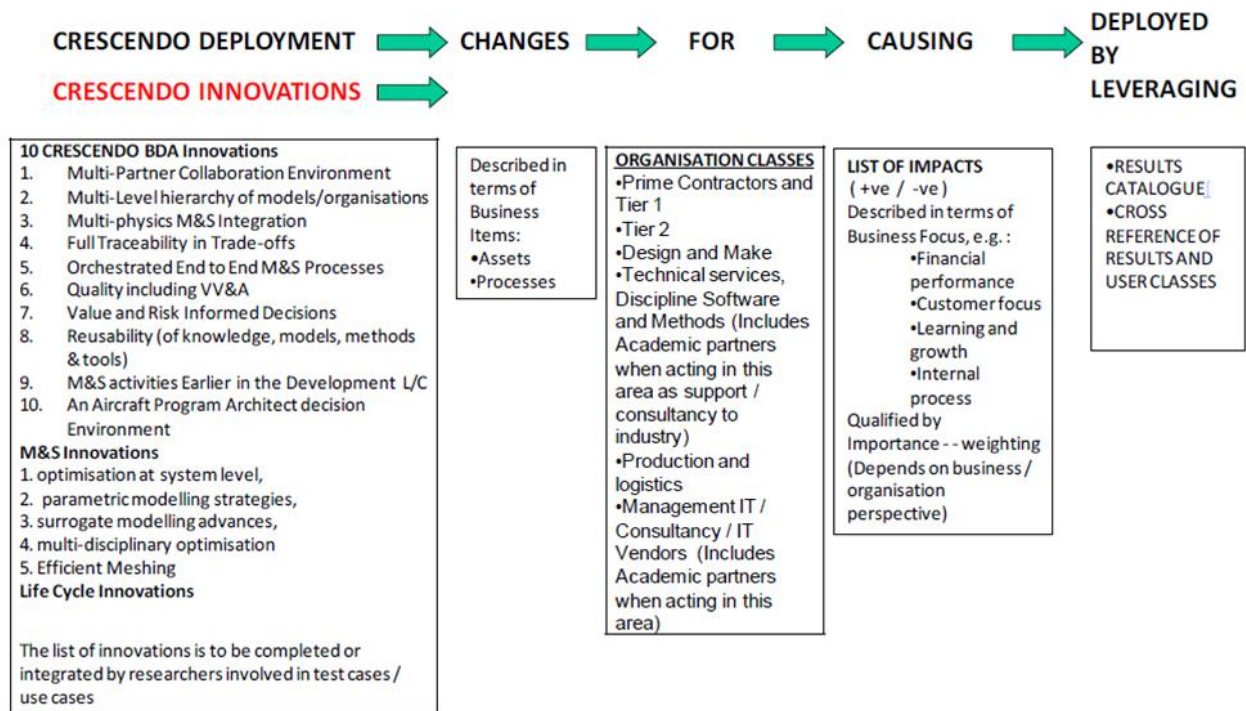 CRESCENDO DEPLOYMENT
CHANGES
FOR
CAUSING
DEPLOYED
BY
LEVERAGING
CRESCENDO INNOVATIONS
10 CRESCENDO BDA Innovations
1. Multi-Partner Collaboration Environment
2. Multi-Level hierarchy of models/organisations
3. Multi-physics M&S Integration
4. Full Traceability in Trade-offs
5. Orchestrated End to End M&S Processes
6. Quality including VV&A
7. Value and Risk Informed Decisions
8. Reusability (of knowledge, models, methods
& tools)
9. M&S activities Earlier in the Development L/C
10. An Aircraft Program Architect decision
Environment
M&S Innovations
1. optimisation at system level,
2. parametric modelling strategies,
3. surrogate modelling advances,
4. multi-disciplinary optimisation
5. Efficient Meshing
Life Cycle Innovations
The list of innovations is to be completed or
integrated by researchers involved in test cases /
use cases
Described in
terms of
Business
Items:
•Assets
•Processes
ORGANISATION CLASSES
•Prime Contractors and
Tier 1
•Tier 2
•Design and Make
•Technical services,
Discipline Software
and Methods (Includes
Academic partners
when acting in this
area as support /
consultancy to
industry)
•Production and
logistics
•Management IT /
Consultancy / IT
Vendors (Includes
Academic partners
when acting in this
area)
LIST OF IMPACTS
( +ve / -ve )
Described in terms of
Business Focus, e.g. :
•Financial
performance
•Customer focus
•Learning and
growth
•Internal
process
Qualified by
Importance - - weighting
(Depends on business /
organisation
perspective)
•RESULTS
CATALOGUE
•CROSS
REFERENCE OF
RESULTS AND
USER CLASSES